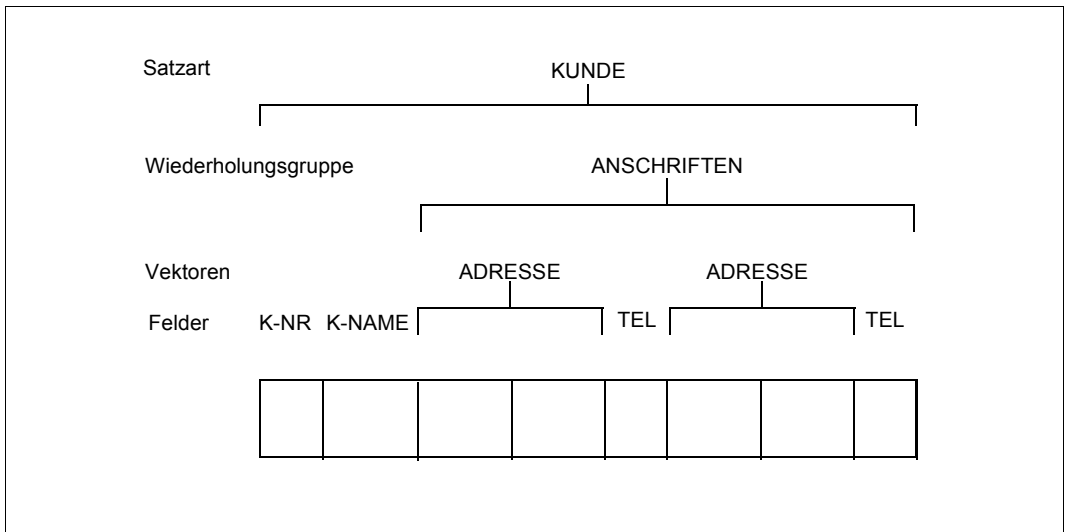 Satzart KUNDE
Wiederholungsgruppe ANSCHRIFTEN
Vektoren ADRESSE ADRESSE
Felder K-NR K-NAME TEL TEL